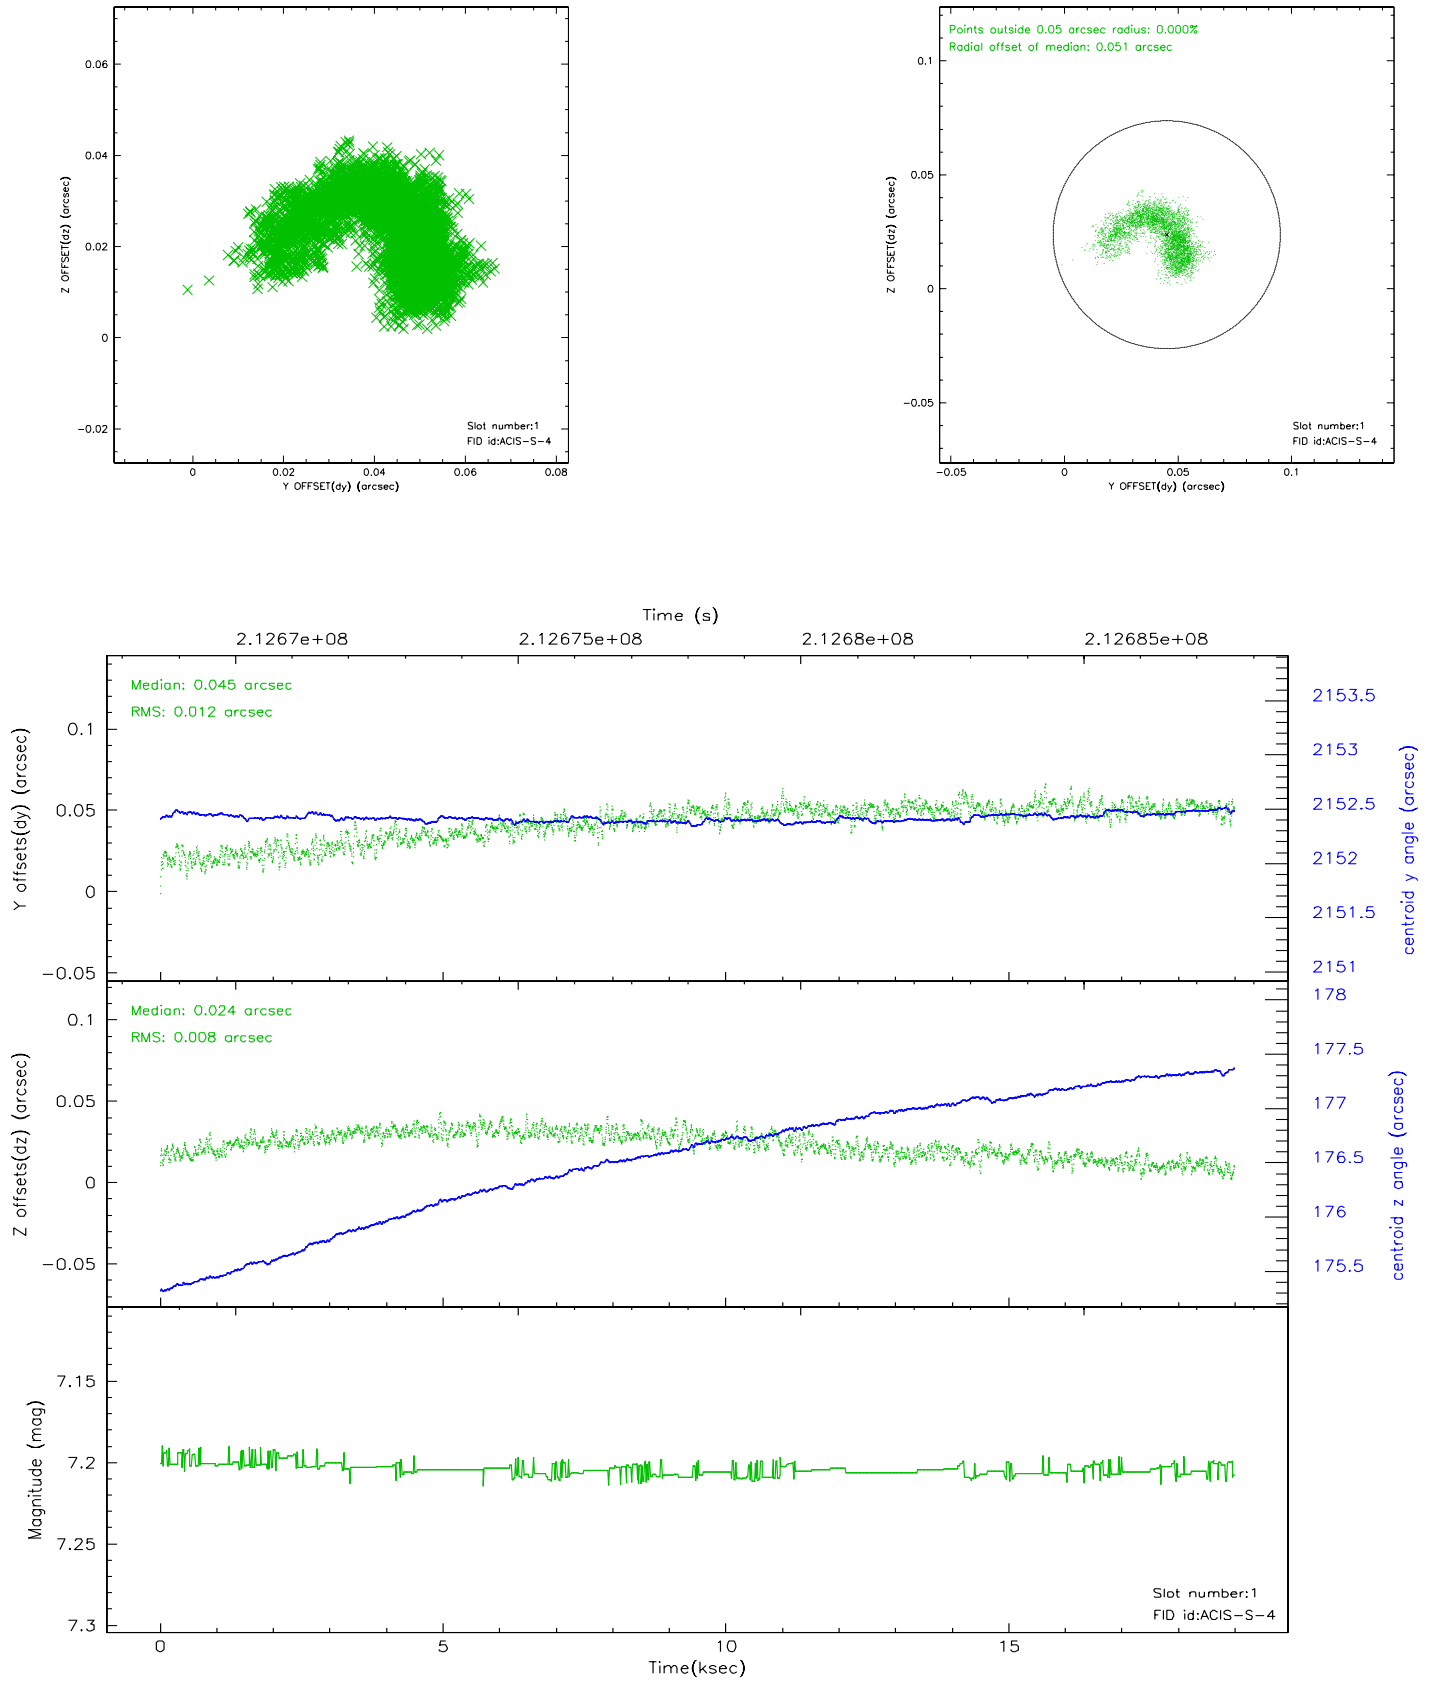 0.06
0.04
0.02
0
-0.02
Z OFFSET(dz) (arcsec)
Slot number:1
FID id:ACIS-S-4
0 0.02 0.04 0.06 0.08
Y OFFSET(dy) (arcsec)
Points outside 0.05 arcsec radius: 0.000%
Radial offset of median: 0.051 arcsec
0.1
0.05
0
-0.05
Z OFFSET(dz) (arcsec)
Slot number:1
FID id:ACIS-S-4
-0.05 0 0.05 0.1
Y OFFSET(dy) (arcsec)
Time (s)
2.1267e+08 2.12675e+08 2.1268e+08 2.12685e+08
Median: 0.045 arcsec
RMS: 0.012 arcsec
0.1
0.05
0
-0.05
Y offsets(dy) (arcsec)
2153.5
2153
2152.5
2152
2151.5
2151
centroid y angle (arcsec)
Median: 0.024 arcsec
RMS: 0.008 arcsec
0.1
0.05
0
-0.05
Z offsets(dz) (arcsec)
178
177.5
177
176.5
176
175.5
centroid z angle (arcsec)
7.15
7.2
7.25
7.3
Magnitude (mag)
Slot number:1
FID id:ACIS-S-4
0 5 10 15
Time(ksec)